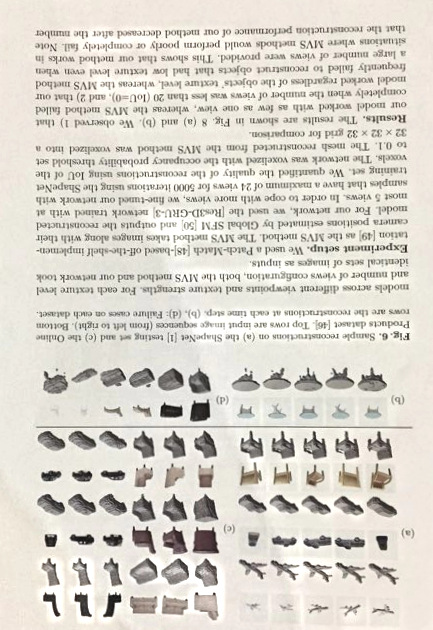 (a)
(c)
(b)
(d)
Fig. 6. Sample reconstructions on (a) the ShapeNet [1] testing set and (c) the Online
Products dataset [46]. Top rows are input image sequences (from left to right). Bottom
rows are the reconstructions at each time step. (b), (d): Failure cases on each dataset.
models across different viewpoints and texture strengths. For each texture level
and number of views configuration, both the MVS method and our network took
identical sets of images as inputs.
Experiment setup. We used a Patch-Match [48]-based off-the-shelf implemen-
tation [49] as the MVS method. The MVS method takes images along with their
camera positions estimated by Global SFM [50] and outputs the reconstructed
model. For our network, we used the [Res3D-GRU-3] network trained with at
most 5 views. In order to cope with more views, we fine-tuned our network with
samples that have a maximum of 24 views for 5000 iterations using the ShapeNet
training set. We quantified the quality of the reconstructions using IoU of the
voxels. The network was voxelized with the occupancy probability threshold set
to 0.1. The mesh reconstructed from the MVS method was voxelized into a
32 × 32 × 32 grid for comparison.
Results. The results are shown in Fig. 8 (a) and (b). We observed 1) that
our model worked with as few as one view, whereas the MVS method failed
completely when the number of views was less than 20 (IoU=0), and 2) that our
model worked regardless of the objects' texture level, whereas the MVS method
frequently failed to reconstruct objects that had low texture level even when
a large number of views were provided. This shows that our method works in
situations where MVS methods would perform poorly or completely fail. Note
that the reconstruction performance of our method decreased after the number